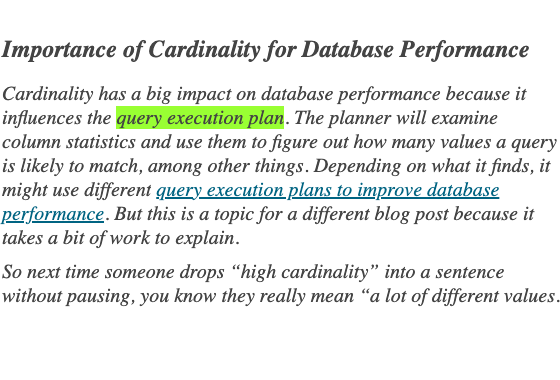 Importance of Cardinality for Database Performance
Cardinality has a big impact on database performance because it
influences the query execution plan. The planner will examine
column statistics and use them to figure out how many values a query
is likely to match, among other things. Depending on what it finds, it
might use different query execution plans to improve database
performance. But this is a topic for a different blog post because it
takes a bit of work to explain.
So next time someone drops “high cardinality” into a sentence
without pausing, you know they really mean “a lot of different values.